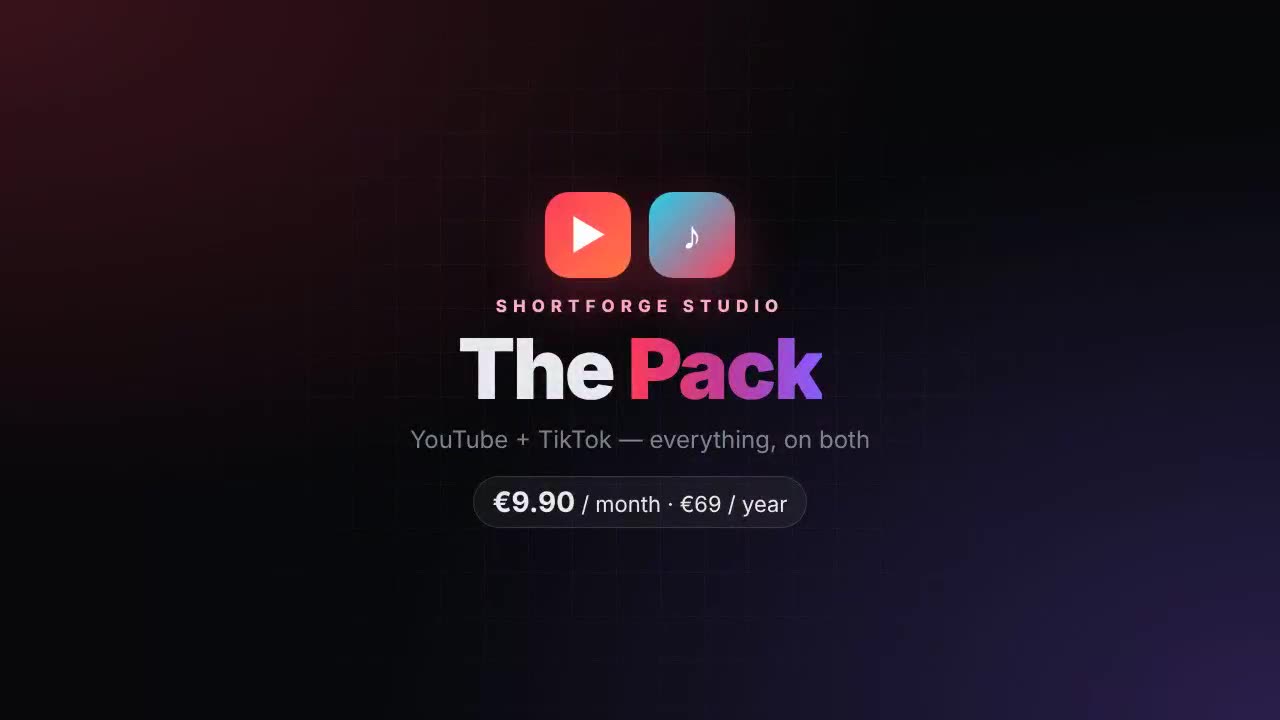 SHORTFORGE STUDIO
The Pack
YouTube + TikTok — everything, on both
€9.90 / month · €69 / year